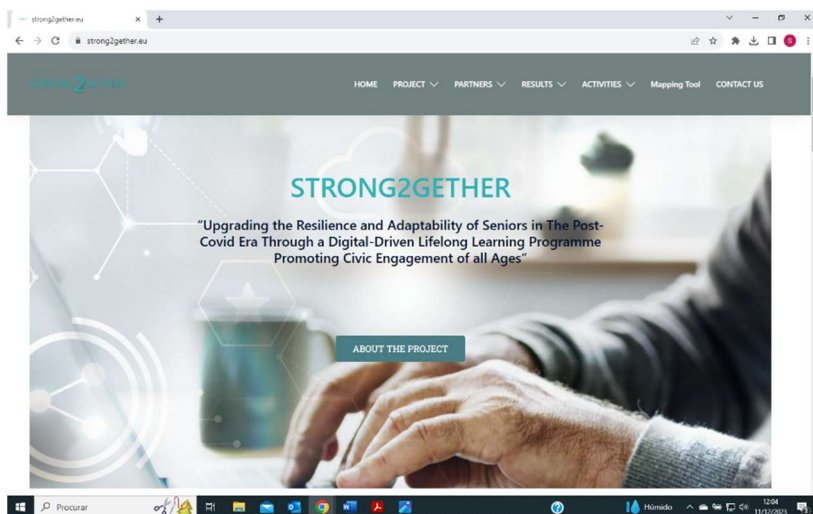 strong2gether.eu
strong2gether.eu
STRONG2GETHER
HOME PROJECT PARTNERS RESULTS ACTIVITIES Mapping Tool CONTACT US
STRONG2GETHER
"Upgrading the Resilience and Adaptability of Seniors in The Post-
Covid Era Through a Digital-Driven Lifelong Learning Programme
Promoting Civic Engagement of all Ages"
ABOUT THE PROJECT
Procurar
Húmido
12:04
11/12/2023